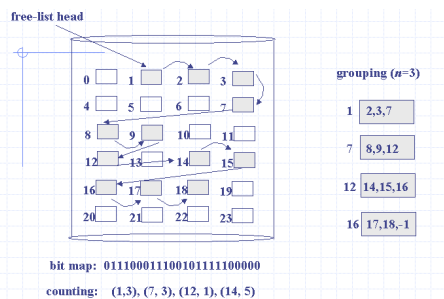 free-list head
0 1 2 3
4 5 6 7
8 9 10 11
12 13 14 15
16 17 18 19
20 21 22 23
grouping (n=3)
1 2,3,7
7 8,9,12
12 14,15,16
16 17,18,-1
bit map: 011100011100101111100000
counting: (1,3), (7, 3), (12, 1), (14, 5)